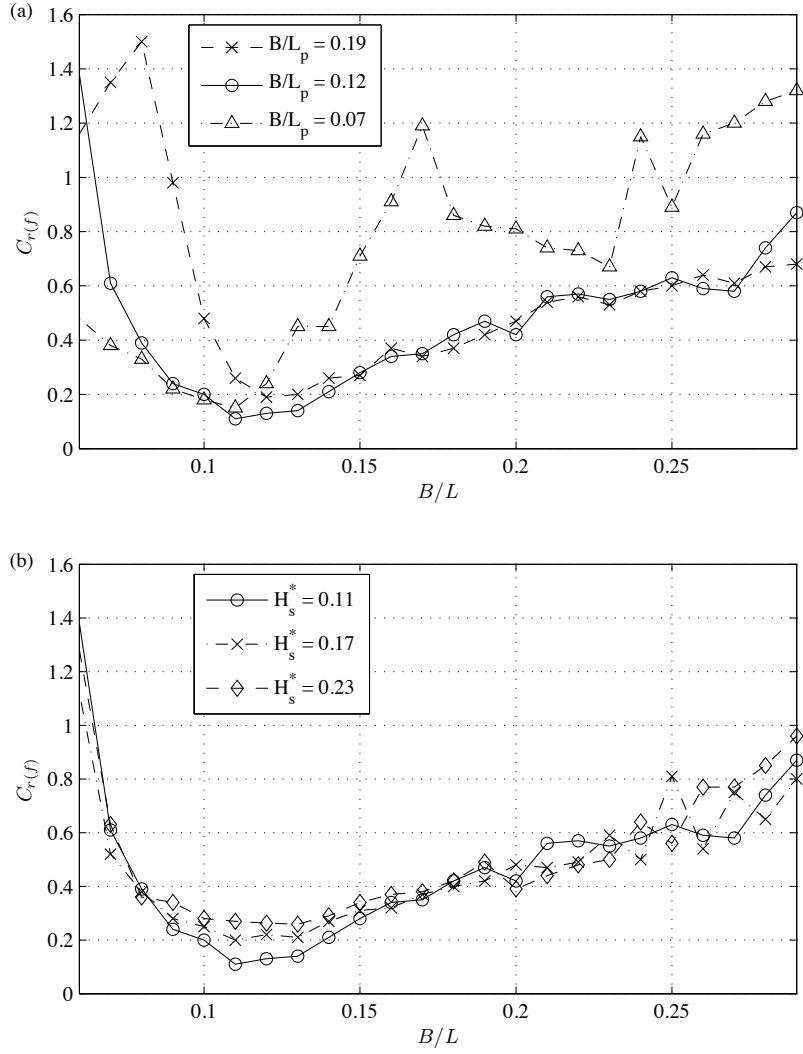 (a)
1.6
1.4
1.2
1
0.8
0.6
0.4
0.2
0
C_r(f)
B/L_p = 0.19
B/L_p = 0.12
B/L_p = 0.07
0.1 0.15 0.2 0.25
B/L
(b)
1.6
1.4
1.2
1
0.8
0.6
0.4
0.2
0
C_r(f)
H_s^* = 0.11
H_s^* = 0.17
H_s^* = 0.23
0.1 0.15 0.2 0.25
B/L